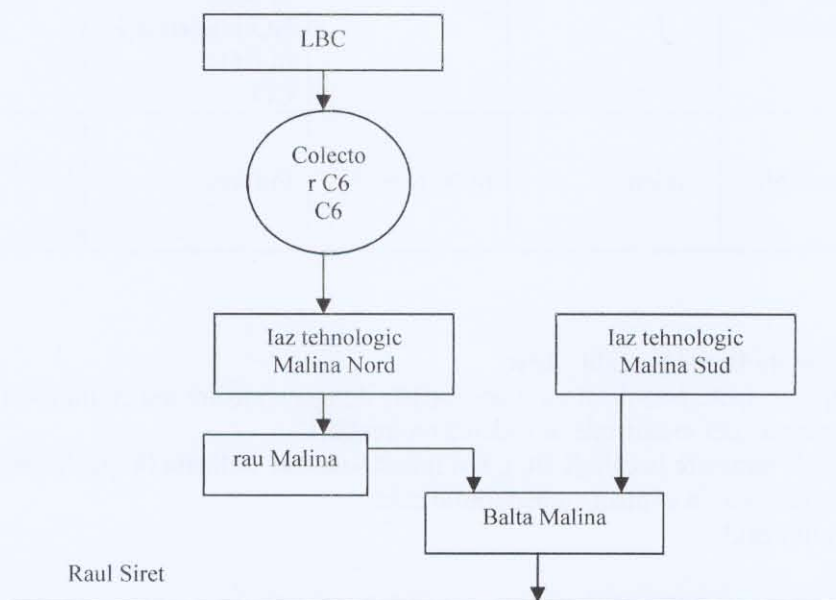 LBC
Colecto
r C6
C6
Iaz tehnologic
Malina Nord
Iaz tehnologic
Malina Sud
rau Malina
Balta Malina
Raul Siret